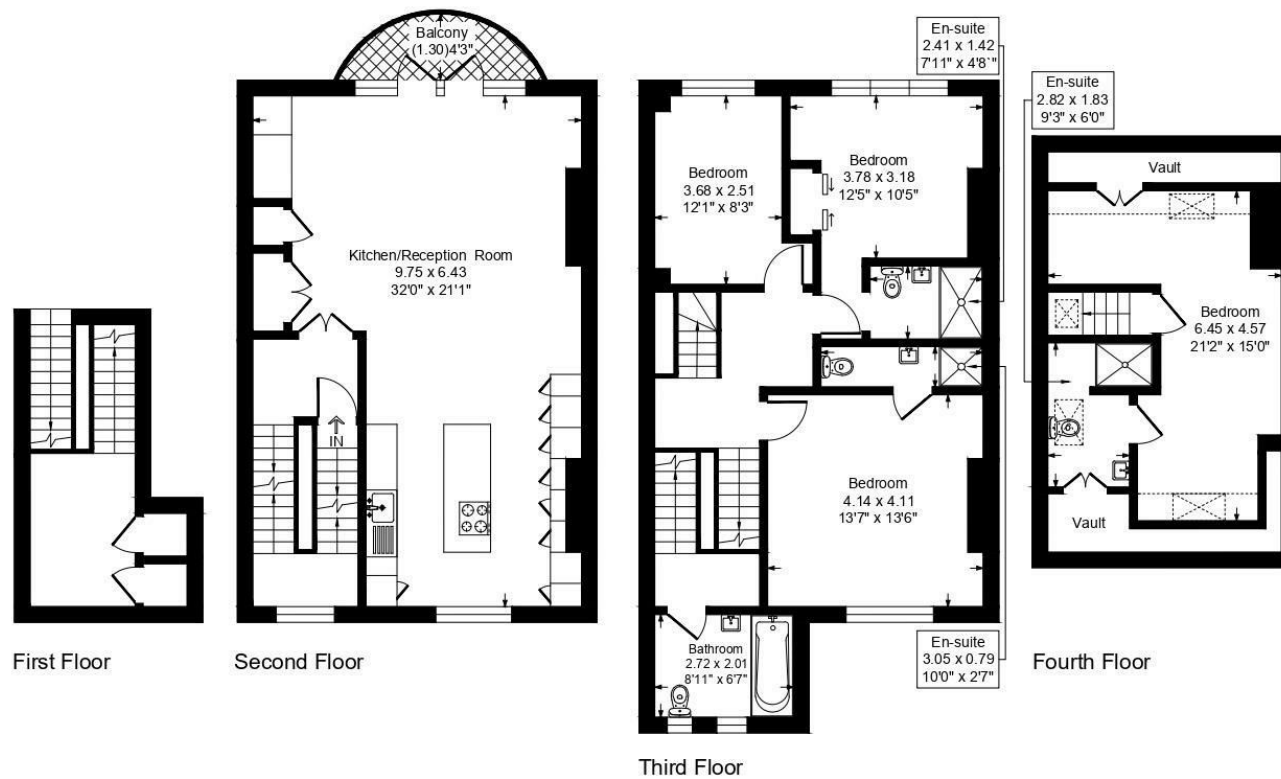 Balcony
(1.30)4'3"
Kitchen/Reception Room
9.75 x 6.43
32'0" x 21'1"
IN
First Floor
Second Floor
En-suite
2.41 x 1.42
7'11" x 4'8"
Bedroom
3.68 x 2.51
12'1" x 8'3"
Bedroom
3.78 x 3.18
12'5" x 10'5"
Bedroom
4.14 x 4.11
13'7" x 13'6"
Bathroom
2.72 x 2.01
8'11" x 6'7"
En-suite
3.05 x 0.79
10'0" x 2'7"
Third Floor
En-suite
2.82 x 1.83
9'3" x 6'0"
Vault
Bedroom
6.45 x 4.57
21'2" x 15'0"
Vault
Fourth Floor